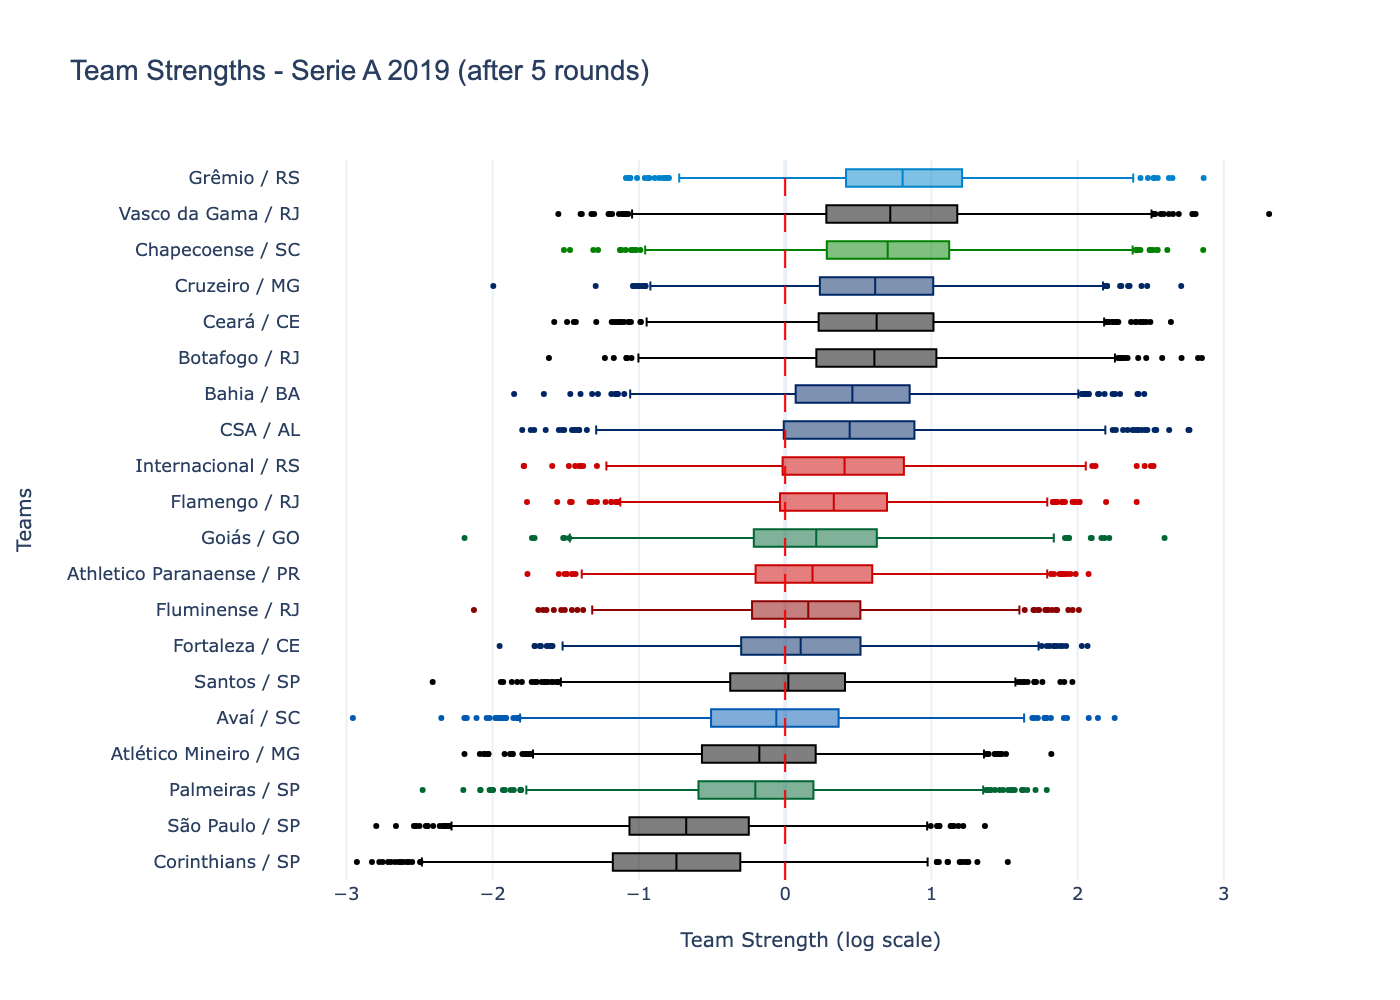 Team Strengths - Serie A 2019 (after 5 rounds)
Teams
Grêmio / RS
Vasco da Gama / RJ
Chapecoense / SC
Cruzeiro / MG
Ceará / CE
Botafogo / RJ
Bahia / BA
CSA / AL
Internacional / RS
Flamengo / RJ
Goiás / GO
Athletico Paranaense / PR
Fluminense / RJ
Fortaleza / CE
Santos / SP
Avaí / SC
Atlético Mineiro / MG
Palmeiras / SP
São Paulo / SP
Corinthians / SP
−3 −2 −1 0 1 2 3
Team Strength (log scale)